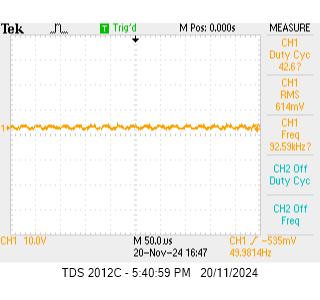 Tek T Trig'd M Pos: 0.000s MEASURE
CH1
Duty Cyc
42.6?
CH1
RMS
614mV
CH1
Freq
92.59kHz?
CH2 Off
Duty Cyc
CH2 Off
Freq
1
CH1 10.0V M 50.0µs CH1 / -535mV
20-Nov-24 16:47 49.9814Hz
TDS 2012C - 5:40:59 PM 20/11/2024